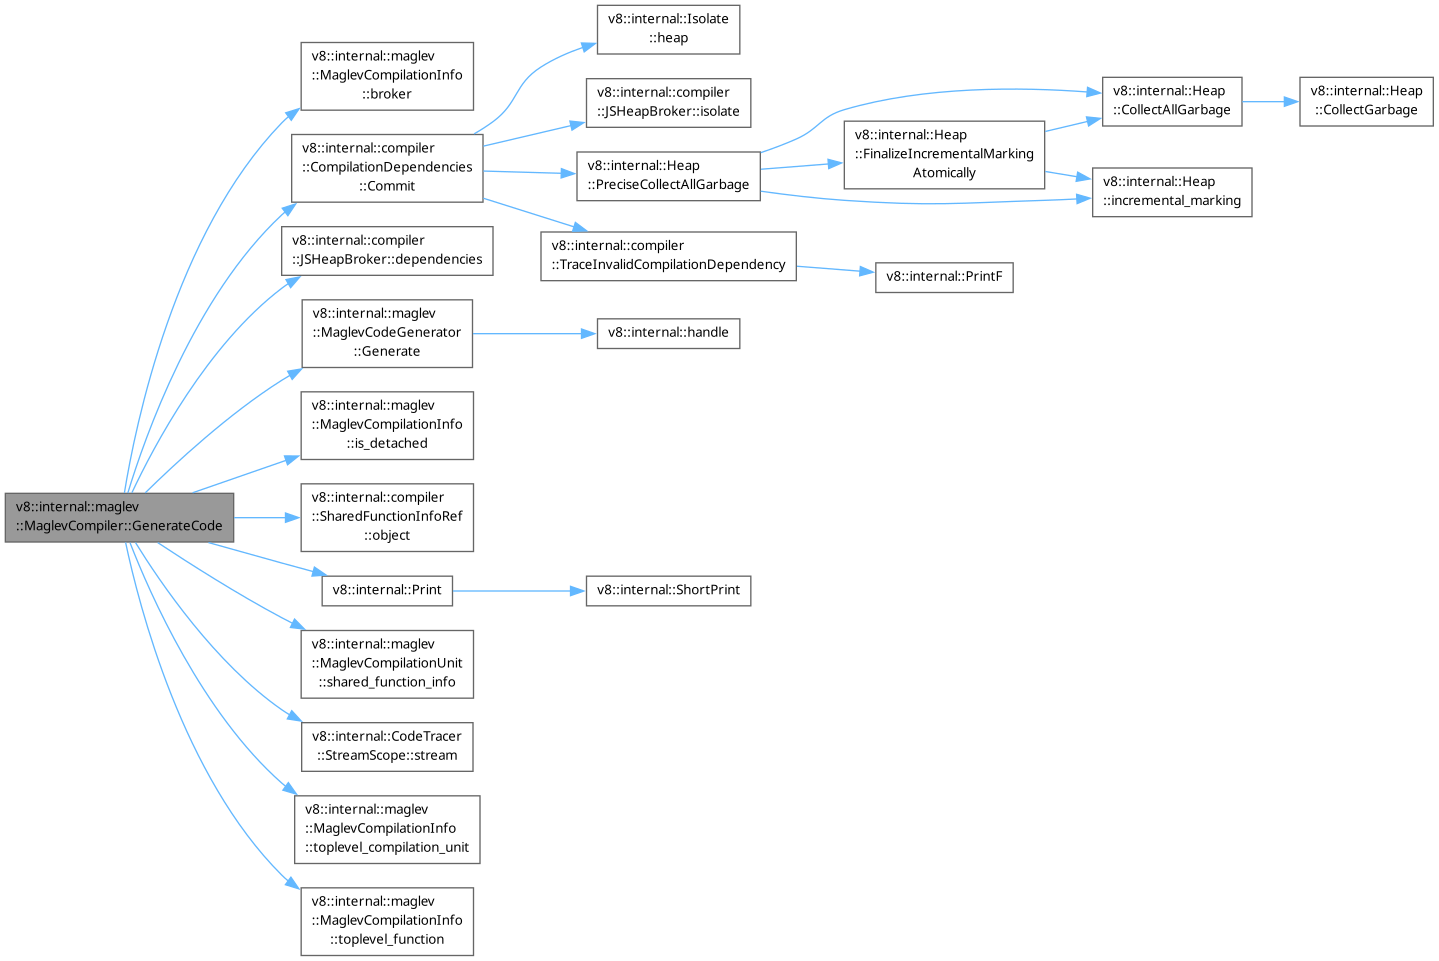 v8::internal::maglev
::MaglevCompiler::GenerateCode
v8::internal::maglev
::MaglevCompilationInfo
::broker
v8::internal::compiler
::CompilationDependencies
::Commit
v8::internal::Isolate
::heap
v8::internal::compiler
::JSHeapBroker::isolate
v8::internal::Heap
::PreciseCollectAllGarbage
v8::internal::Heap
::FinalizeIncrementalMarking
Atomically
v8::internal::Heap
::CollectAllGarbage
v8::internal::Heap
::CollectGarbage
v8::internal::Heap
::incremental_marking
v8::internal::compiler
::TraceInvalidCompilationDependency
v8::internal::PrintF
v8::internal::compiler
::JSHeapBroker::dependencies
v8::internal::maglev
::MaglevCodeGenerator
::Generate
v8::internal::handle
v8::internal::maglev
::MaglevCompilationInfo
::is_detached
v8::internal::compiler
::SharedFunctionInfoRef
::object
v8::internal::Print
v8::internal::ShortPrint
v8::internal::maglev
::MaglevCompilationUnit
::shared_function_info
v8::internal::CodeTracer
::StreamScope::stream
v8::internal::maglev
::MaglevCompilationInfo
::toplevel_compilation_unit
v8::internal::maglev
::MaglevCompilationInfo
::toplevel_function